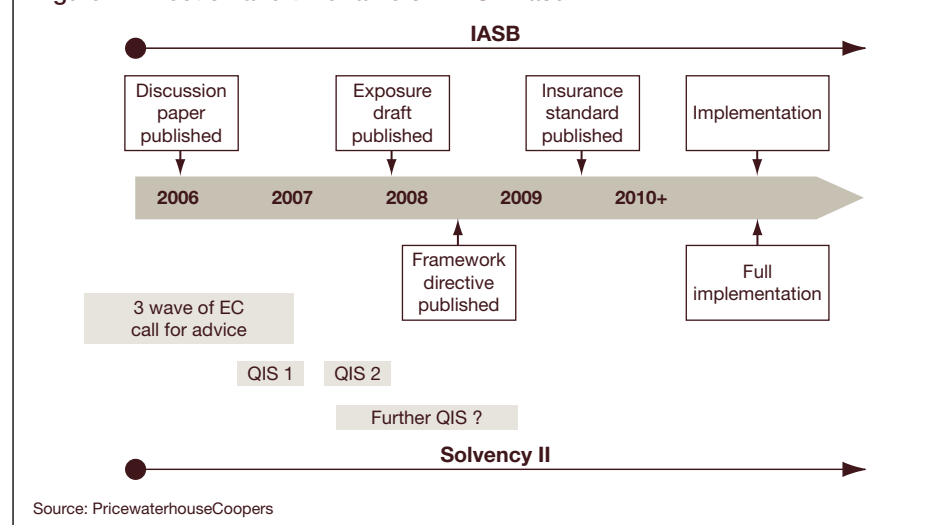 IASB
Discussion
paper
published
Exposure
draft
published
Insurance
standard
published
Implementation
2006 2007 2008 2009 2010+
Framework
directive
published
Full
implementation
3 wave of EC
call for advice
QIS 1 QIS 2
Further QIS ?
Solvency II
Source: PricewaterhouseCoopers